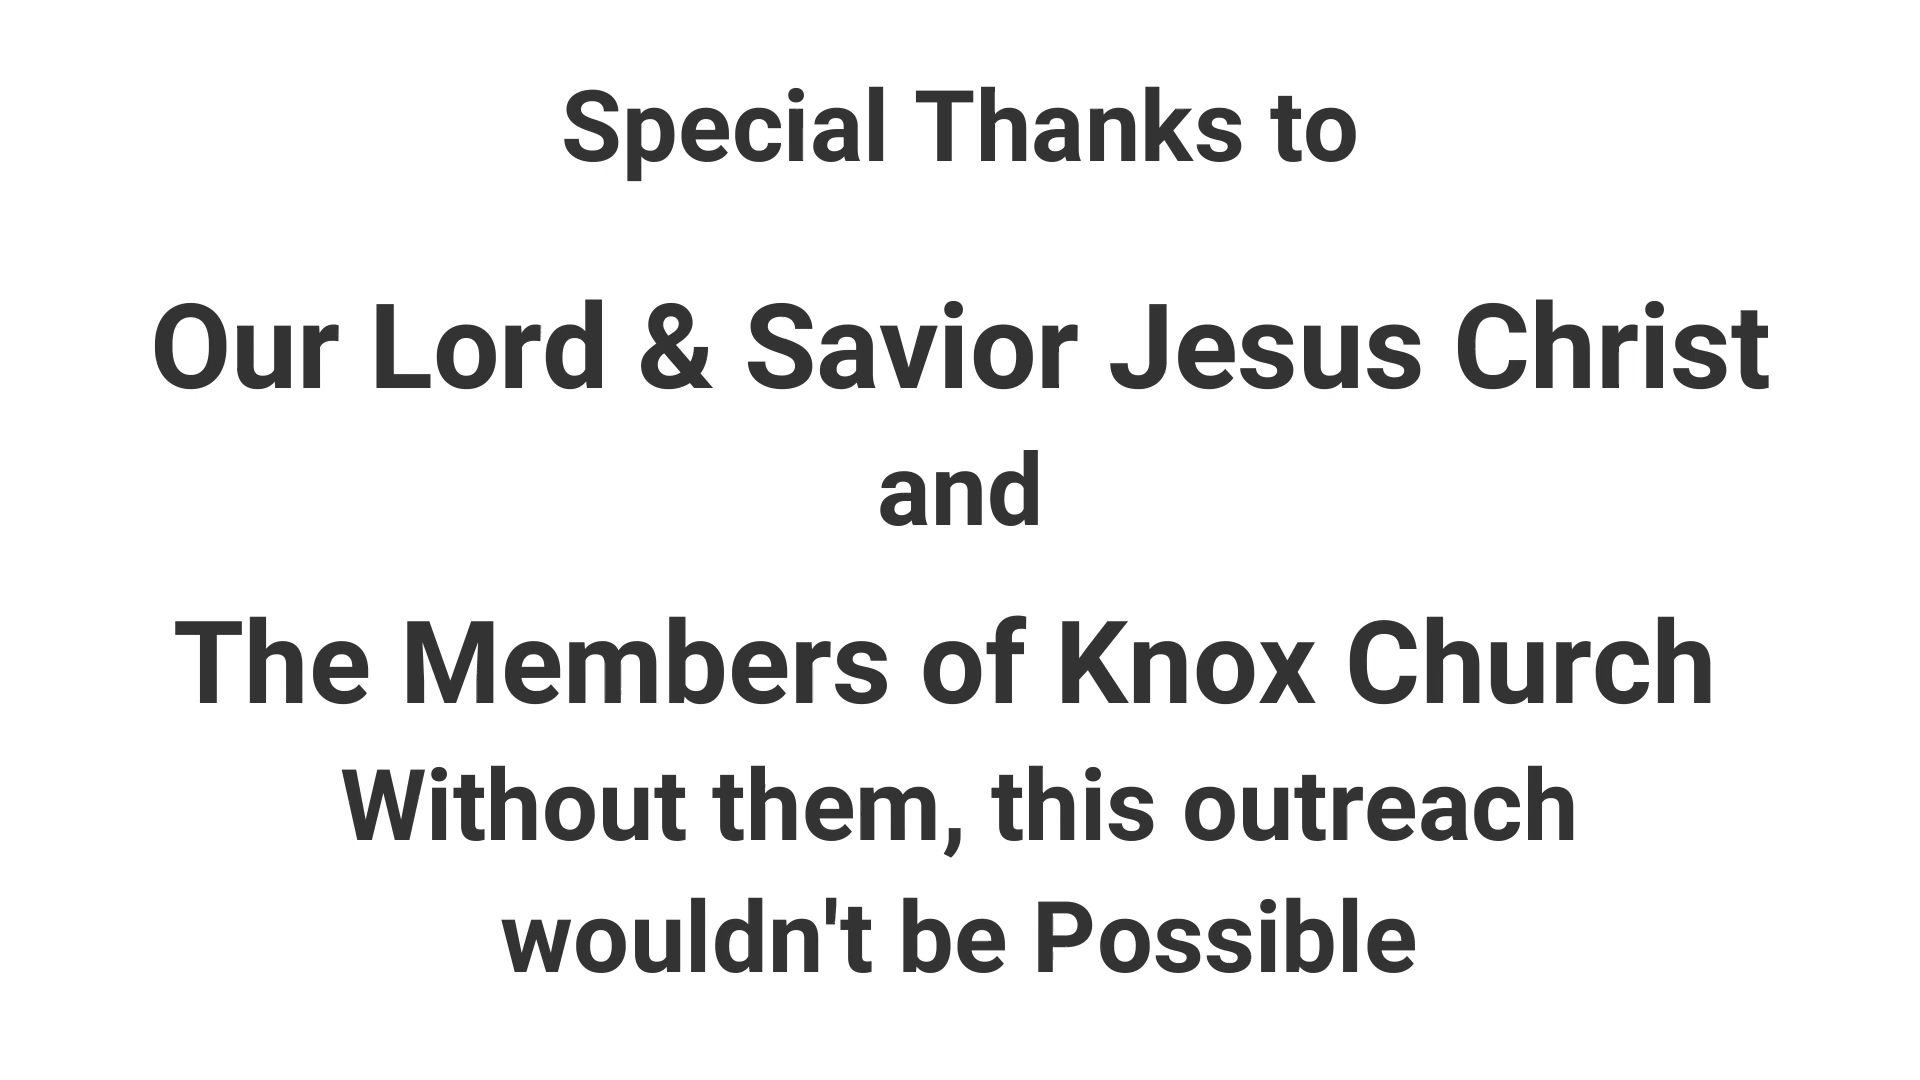 Special Thanks to
Our Lord & Savior Jesus Christ
and
The Members of Knox Church
Without them, this outreach
wouldn't be Possible